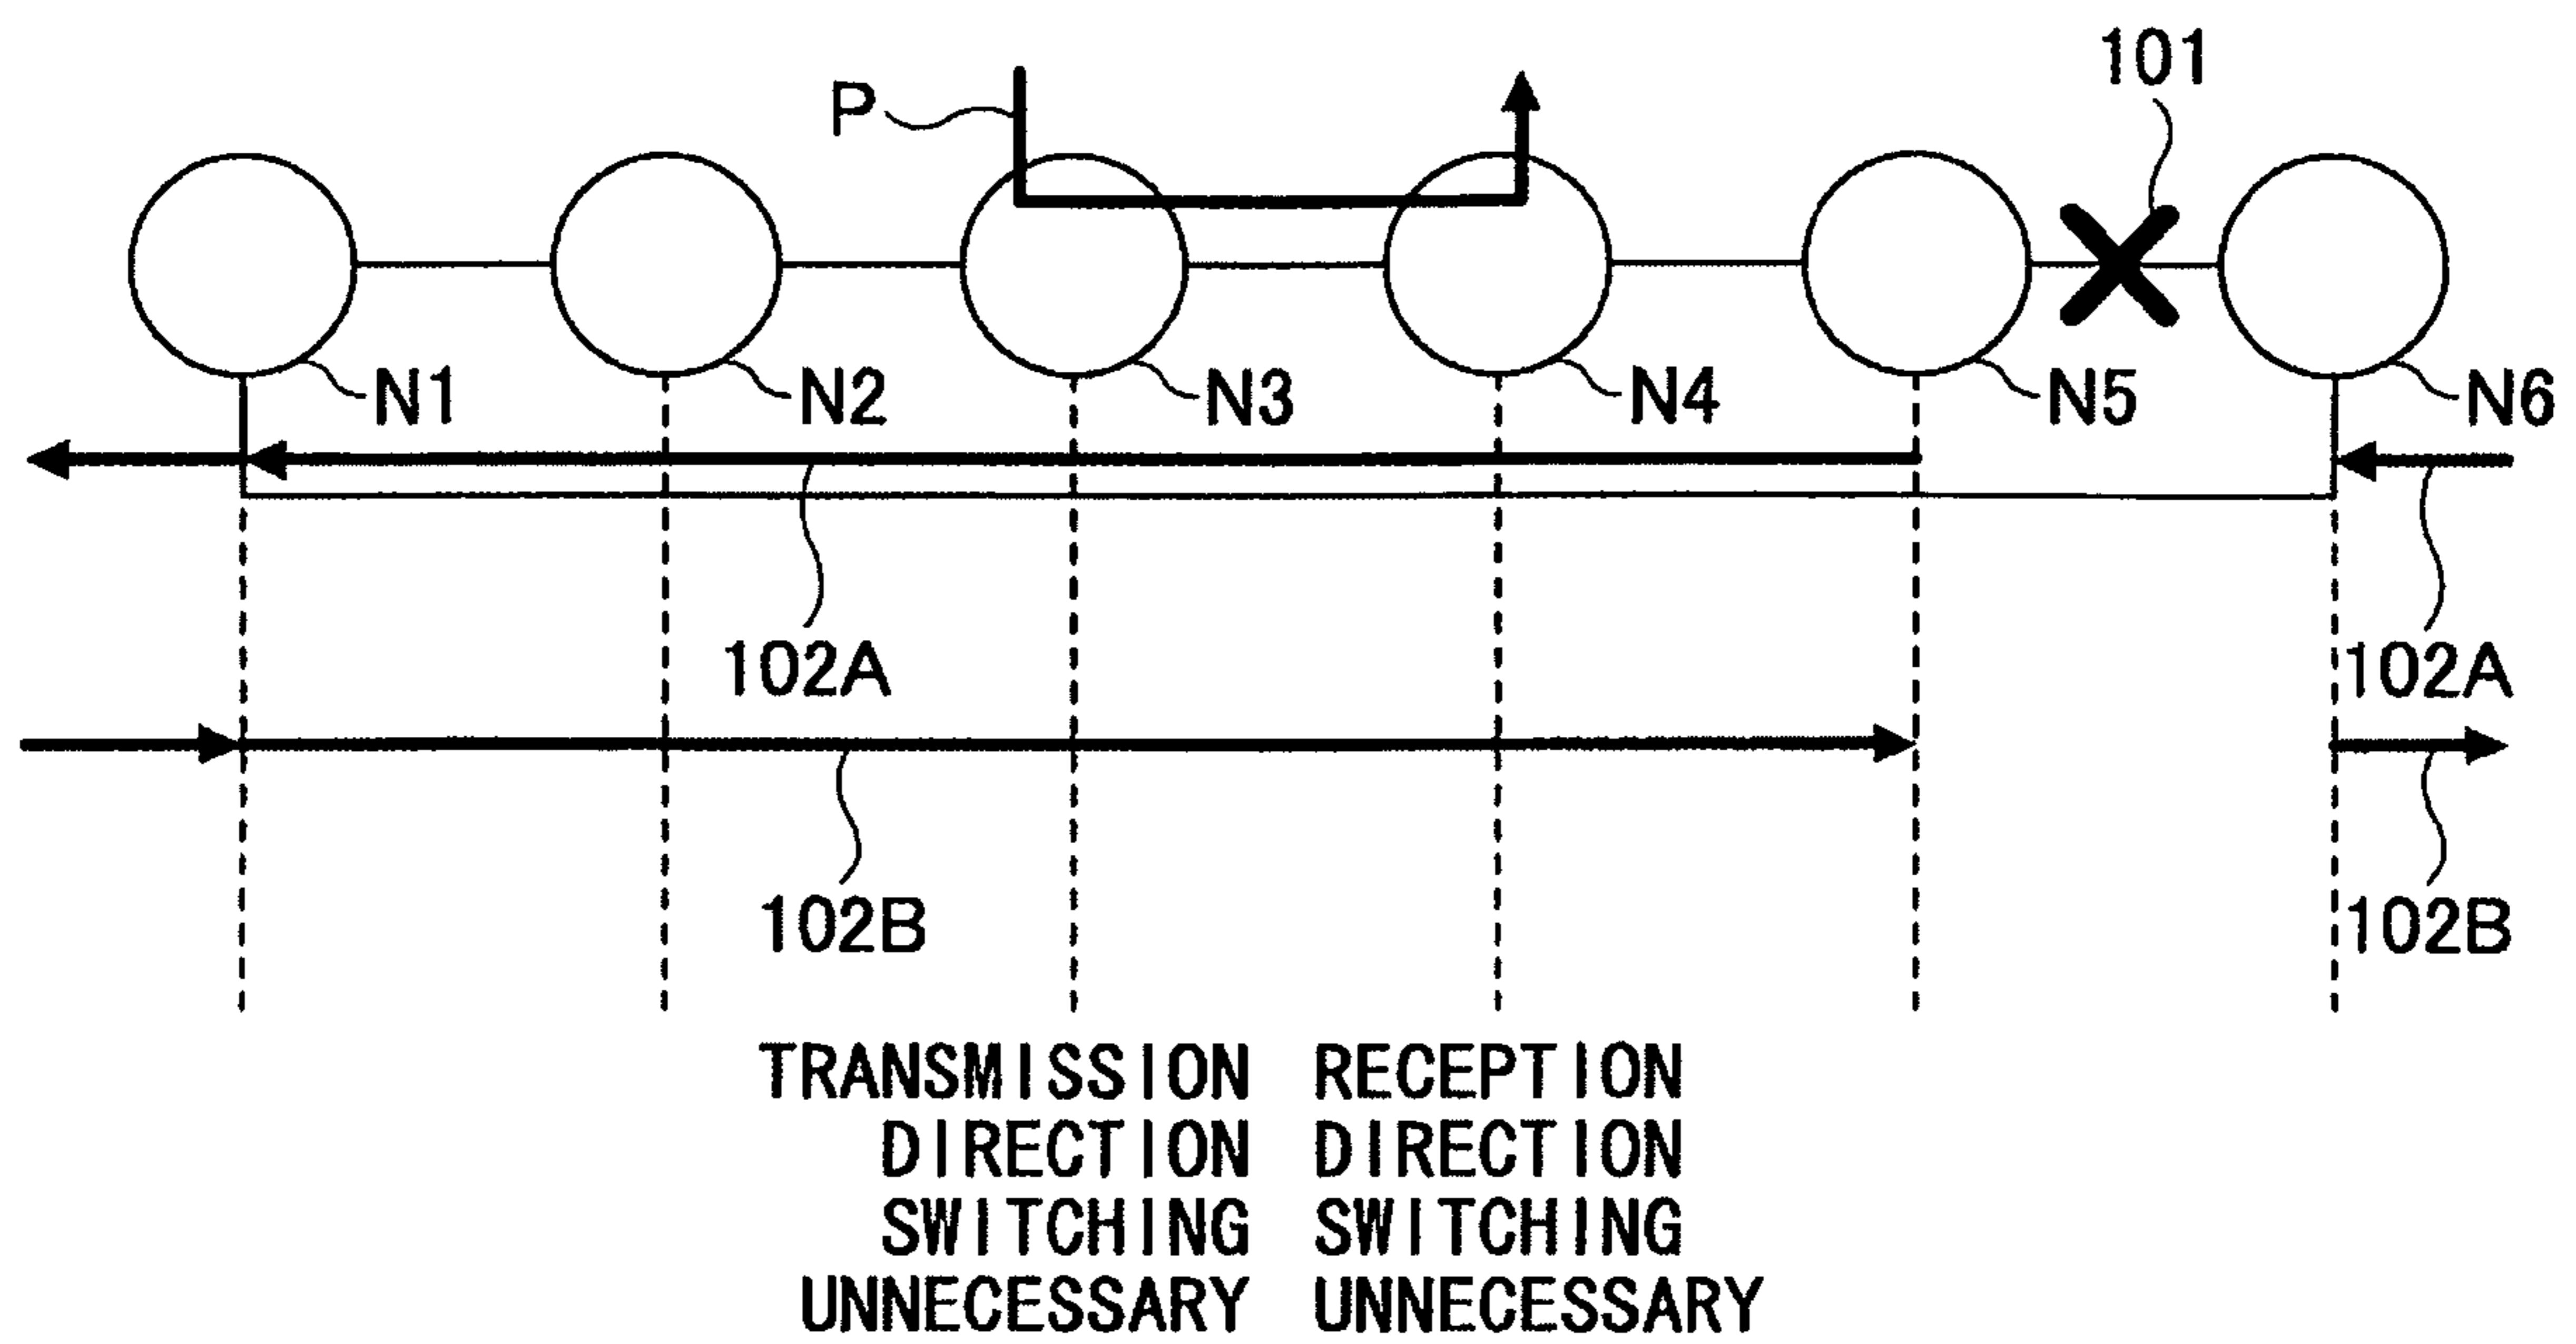 101
P
N1
N2
N3
N4
N5
N6
102A
102A
102B
102B
TRANSMISSION
DIRECTION
SWITCHING
UNNECESSARY
RECEPTION
DIRECTION
SWITCHING
UNNECESSARY